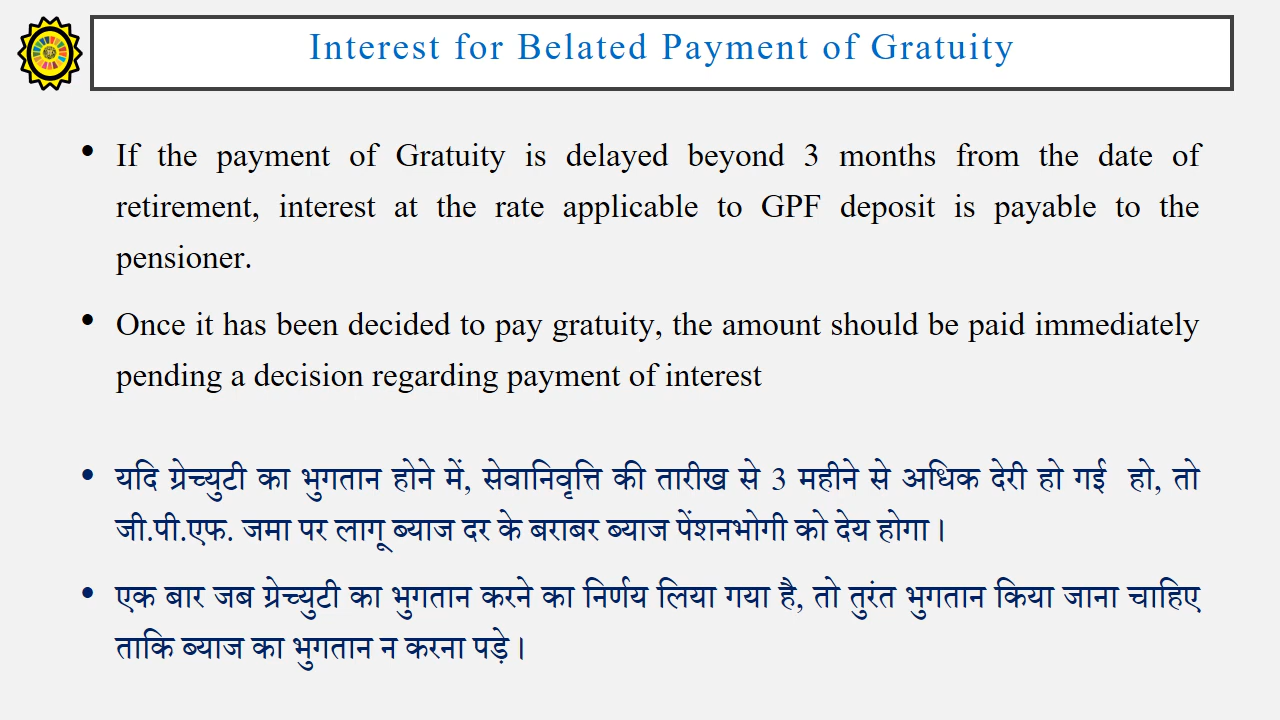 Interest for Belated Payment of Gratuity
• If the payment of Gratuity is delayed beyond 3 months from the date of
retirement, interest at the rate applicable to GPF deposit is payable to the
pensioner.
• Once it has been decided to pay gratuity, the amount should be paid immediately
pending a decision regarding payment of interest
• यदि ग्रेच्युटी का भुगतान होने में, सेवानिवृत्ति की तारीख से 3 महीने से अधिक देरी हो गई हो, तो
जी.पी.एफ. जमा पर लागू ब्याज दर के बराबर ब्याज पेंशनभोगी को देय होगा।
• एक बार जब ग्रेच्युटी का भुगतान करने का निर्णय लिया गया है, तो तुरंत भुगतान किया जाना चाहिए
ताकि ब्याज का भुगतान न करना पड़े।